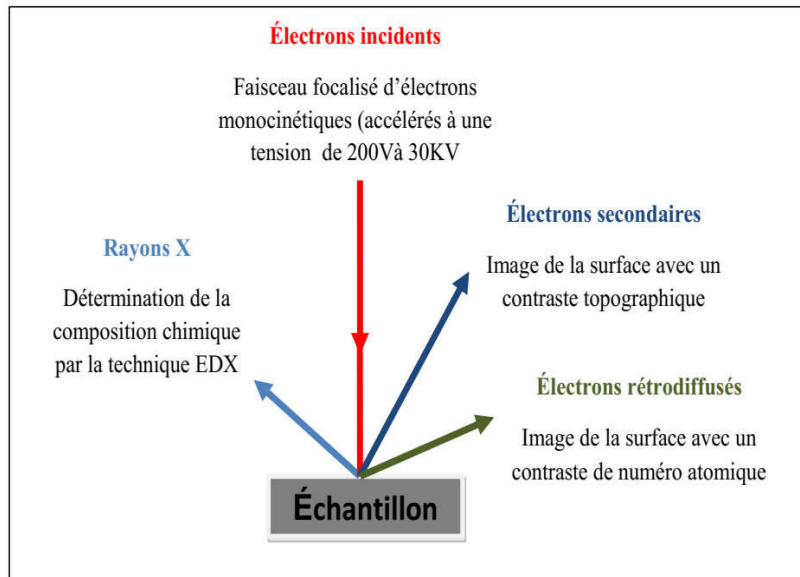 Électrons incidents
Faisceau focalisé d'électrons
monocinétiques (accélérés à une
tension de 200Và 30KV
Électrons secondaires
Image de la surface avec un
contraste topographique
Rayons X
Détermination de la
composition chimique
par la technique EDX
Électrons rétrodiffusés
Image de la surface avec un
contraste de numéro atomique
Échantillon